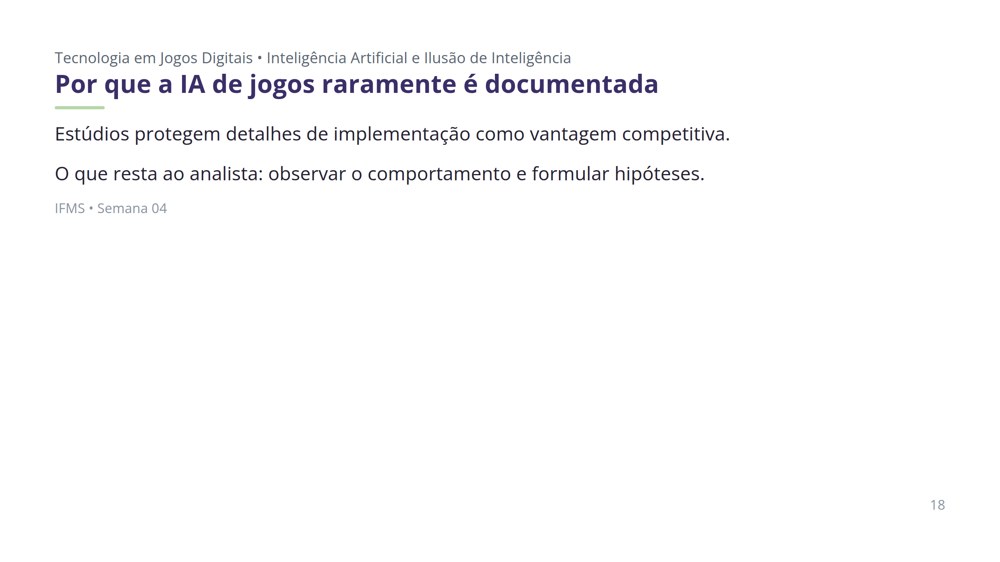 Tecnologia em Jogos Digitais • Inteligência Artificial e Ilusão de Inteligência
Por que a IA de jogos raramente é documentada
Estúdios protegem detalhes de implementação como vantagem competitiva.
O que resta ao analista: observar o comportamento e formular hipóteses.
IFMS • Semana 04
18